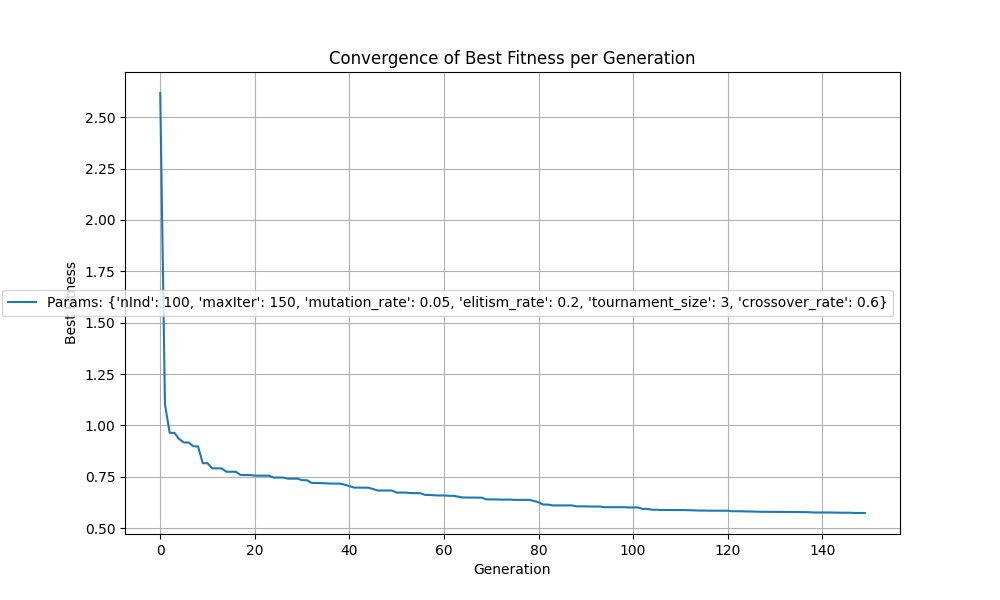 Convergence of Best Fitness per Generation
2.50
2.25
2.00
1.75
1.50
1.25
1.00
0.75
0.50
Best Fitness
Params: {'nInd': 100, 'maxIter': 150, 'mutation_rate': 0.05, 'elitism_rate': 0.2, 'tournament_size': 3, 'crossover_rate': 0.6}
0 20 40 60 80 100 120 140
Generation